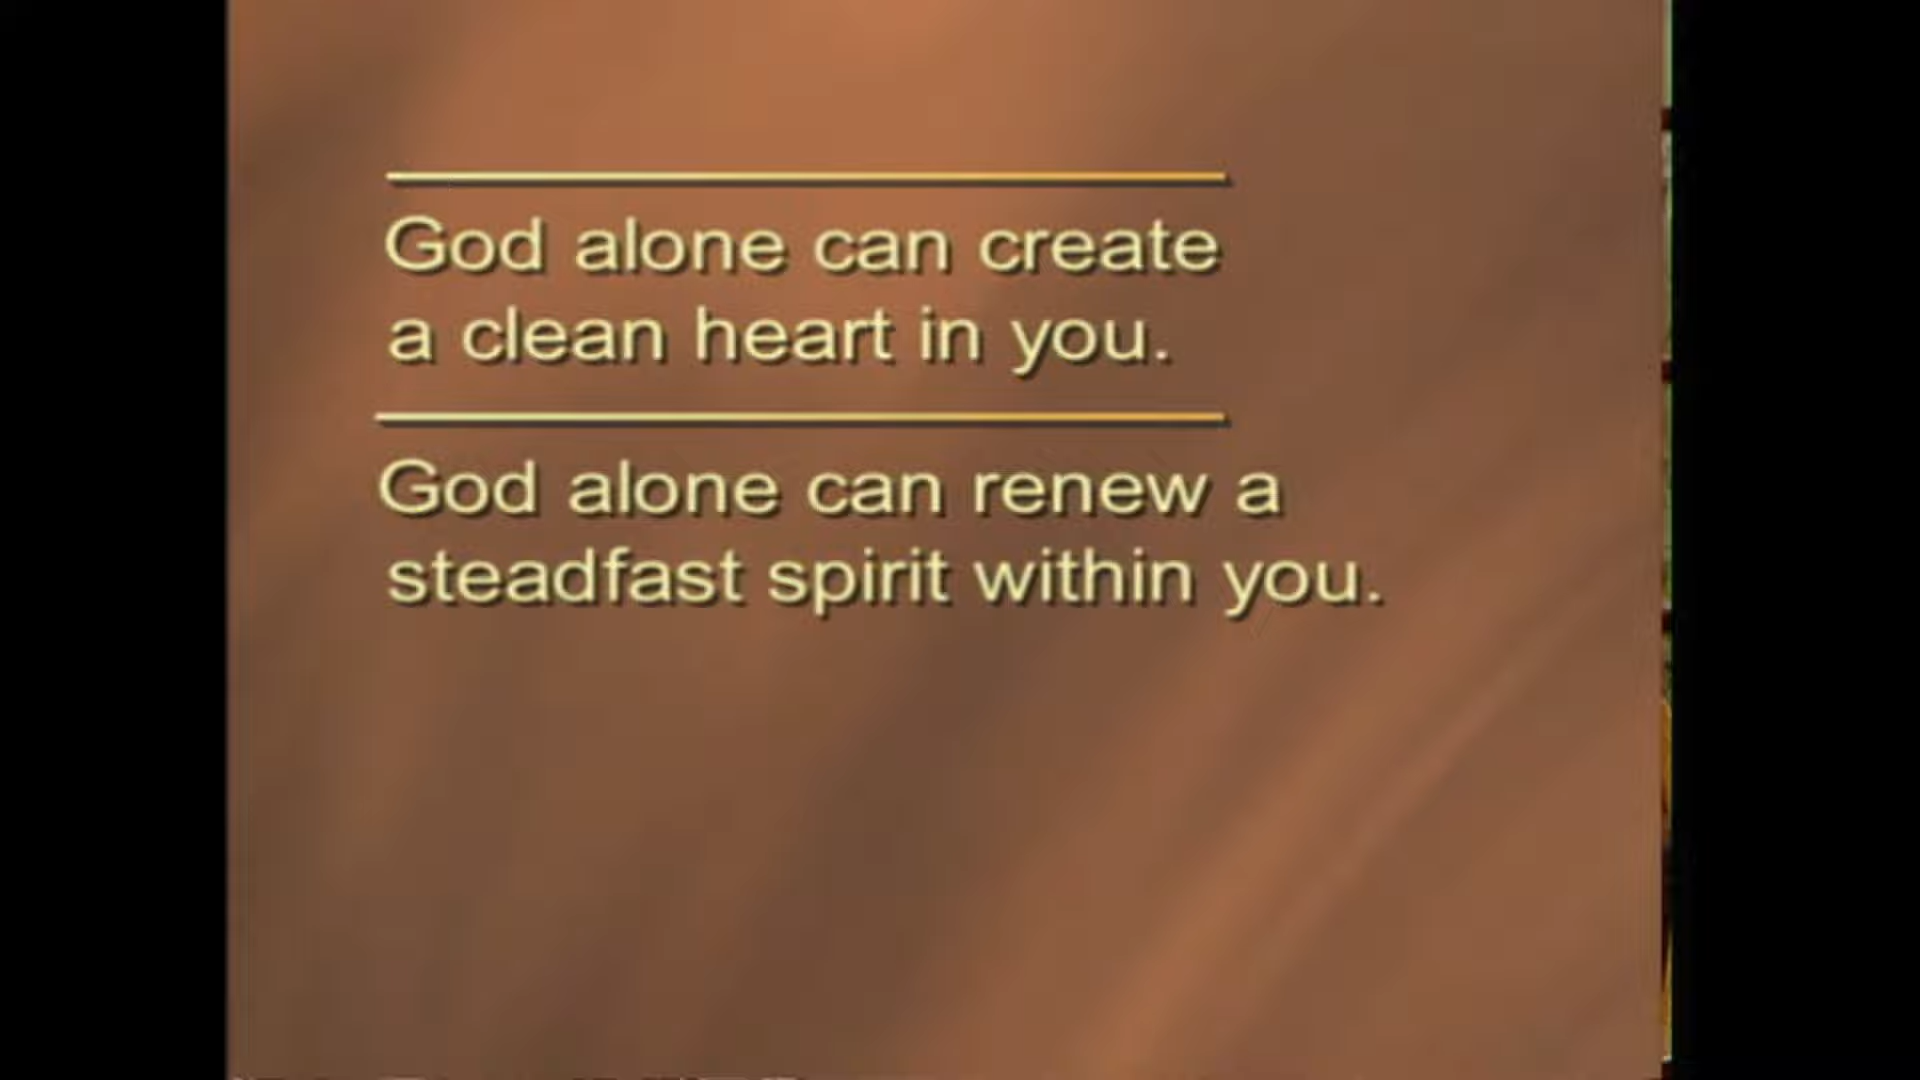 God alone can create
a clean heart in you.
God alone can renew a
steadfast spirit within you.